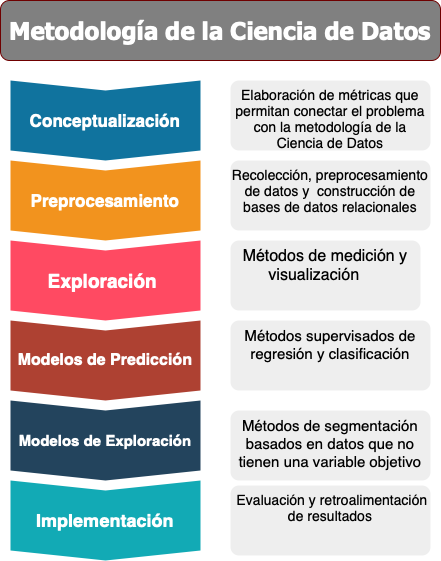 Metodología de la Ciencia de Datos
Conceptualización
Elaboración de métricas que
permitan conectar el problema
con la metodología de la
Ciencia de Datos
Preprocesamiento
Recolección, preprocesamiento
de datos y construcción de
bases de datos relacionales
Exploración
Métodos de medición y
visualización
Modelos de Predicción
Métodos supervisados de
regresión y clasificación
Modelos de Exploración
Métodos de segmentación
basados en datos que no
tienen una variable objetivo
Implementación
Evaluación y retroalimentación
de resultados